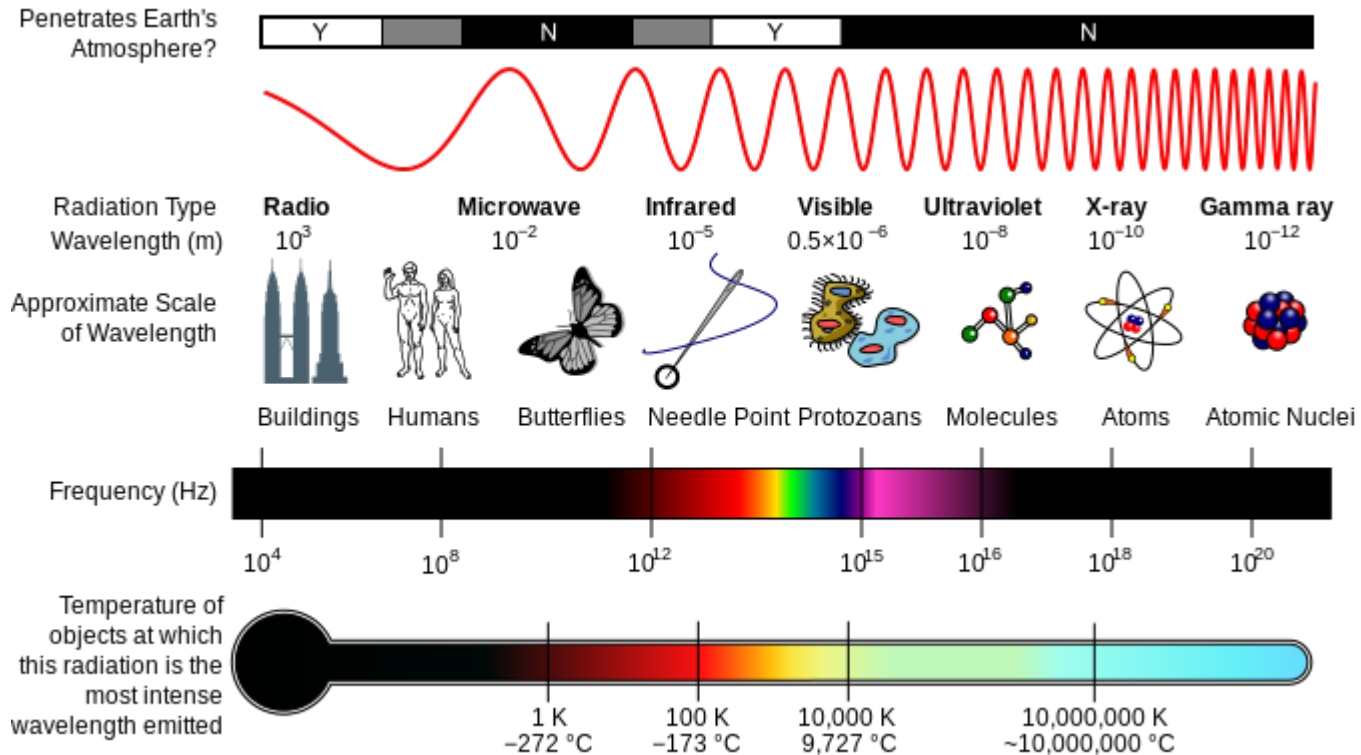 Penetrates Earth's
Atmosphere?
Y N Y N
Radiation Type Radio Microwave Infrared Visible Ultraviolet X-ray Gamma ray
Wavelength (m) 10³ 10⁻² 10⁻⁵ 0.5×10⁻⁶ 10⁻⁸ 10⁻¹⁰ 10⁻¹²
Approximate Scale
of Wavelength
Buildings Humans Butterflies Needle Point Protozoans Molecules Atoms Atomic Nuclei
Frequency (Hz)
10⁴ 10⁸ 10¹² 10¹⁵ 10¹⁶ 10¹⁸ 10²⁰
Temperature of
objects at which
this radiation is the
most intense
wavelength emitted
1 K 100 K 10,000 K 10,000,000 K
−272 °C −173 °C 9,727 °C ~10,000,000 °C